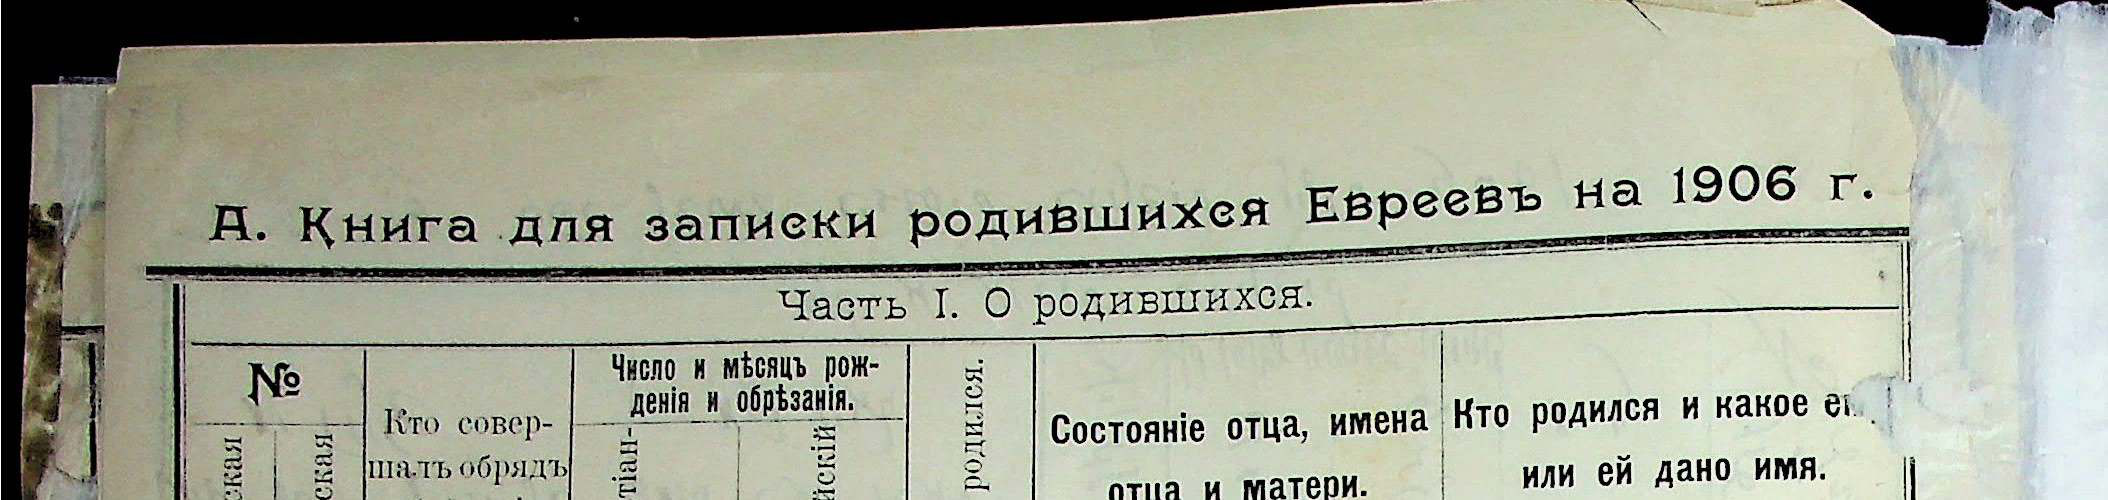 А. Книга для записки родившихся Евреевъ на 1906 г.
Часть I. О родившихся.
№
Кто совер-
шалъ обрядъ
Число и мѣсяцъ рож-
денія и обрѣзанія.
родился.
Состояніе отца, имена
отца и матери.
Кто родился и какое
или ей дано имя.